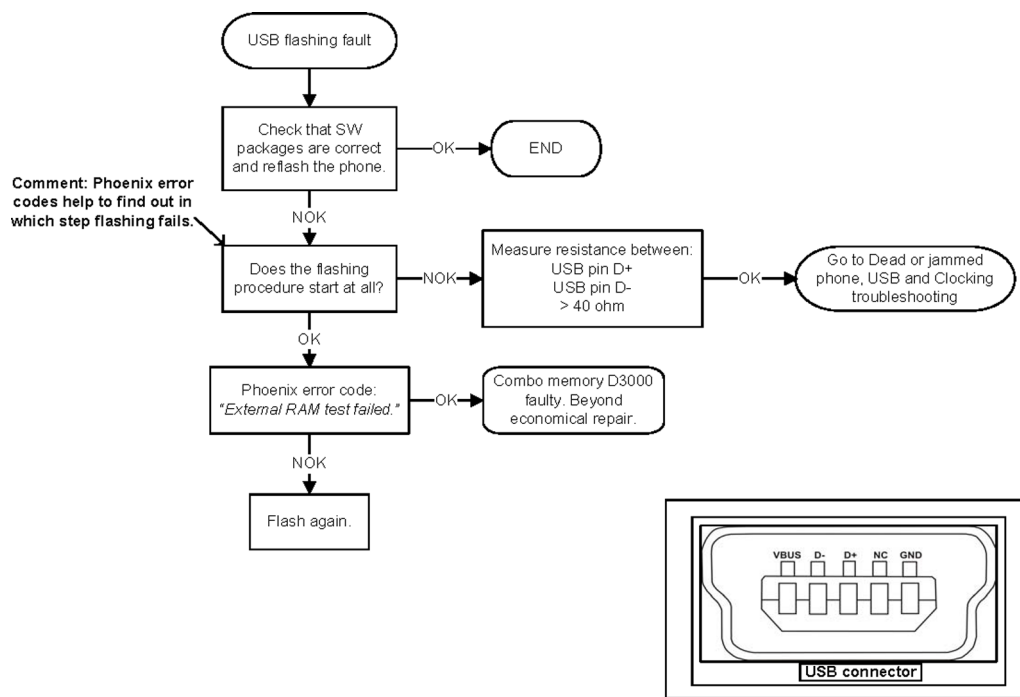 USB flashing fault
Check that SW
packages are correct
and reflash the phone.
OK
END
Comment: Phoenix error
codes help to find out in
which step flashing fails.
NOK
Does the flashing
procedure start at all?
NOK
Measure resistance between:
USB pin D+
USB pin D-
> 40 ohm
OK
Go to Dead or jammed
phone, USB and Clocking
troubleshooting
OK
Phoenix error code:
"External RAM test failed."
OK
Combo memory D3000
faulty. Beyond
economical repair.
NOK
Flash again.
VBUS D- D+ NC GND
USB connector